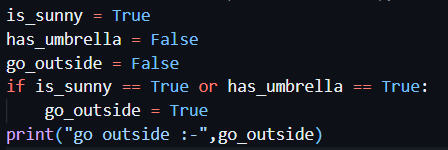 is_sunny = True
has_umbrella = False
go_outside = False
if is_sunny == True or has_umbrella == True:
    go_outside = True
print("go outside :-",go_outside)